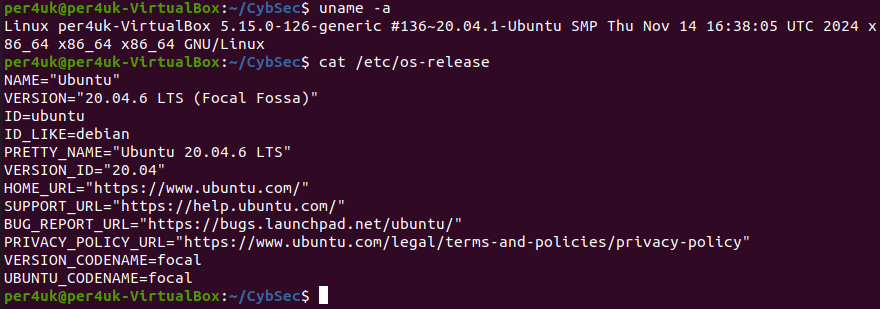 per4uk@per4uk-VirtualBox:~/CybSec$ uname -a
Linux per4uk-VirtualBox 5.15.0-126-generic #136~20.04.1-Ubuntu SMP Thu Nov 14 16:38:05 UTC 2024 x
86_64 x86_64 x86_64 GNU/Linux
per4uk@per4uk-VirtualBox:~/CybSec$ cat /etc/os-release
NAME="Ubuntu"
VERSION="20.04.6 LTS (Focal Fossa)"
ID=ubuntu
ID_LIKE=debian
PRETTY_NAME="Ubuntu 20.04.6 LTS"
VERSION_ID="20.04"
HOME_URL="https://www.ubuntu.com/"
SUPPORT_URL="https://help.ubuntu.com/"
BUG_REPORT_URL="https://bugs.launchpad.net/ubuntu/"
PRIVACY_POLICY_URL="https://www.ubuntu.com/legal/terms-and-policies/privacy-policy"
VERSION_CODENAME=focal
UBUNTU_CODENAME=focal
per4uk@per4uk-VirtualBox:~/CybSec$